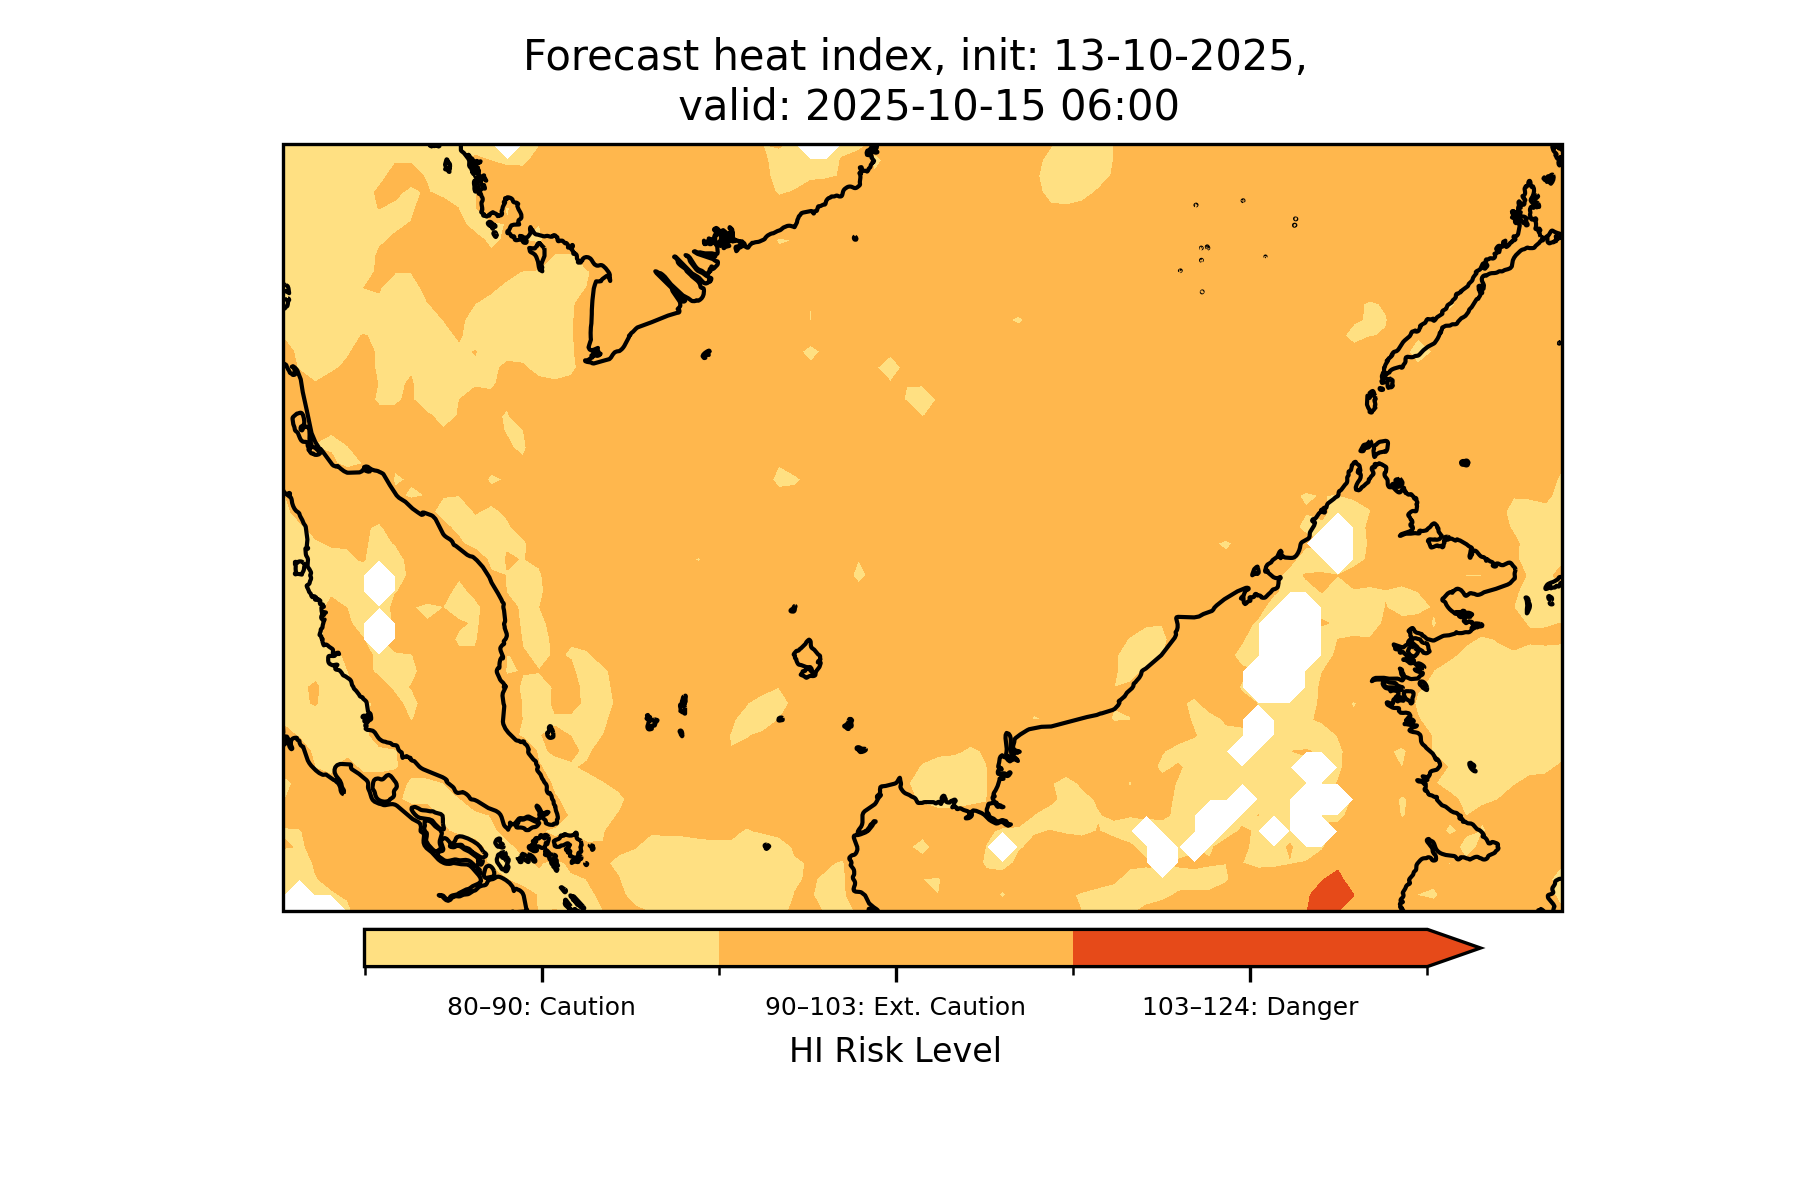 Forecast heat index, init: 13-10-2025,
valid: 2025-10-15 06:00
80–90: Caution
90–103: Ext. Caution
103–124: Danger
HI Risk Level